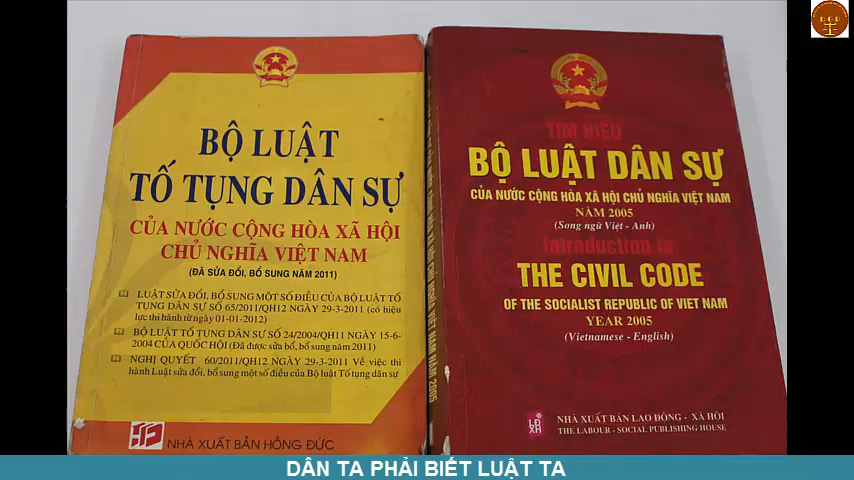 BỘ LUẬT
TỐ TỤNG DÂN SỰ
CỦA NƯỚC CỘNG HÒA XÃ HỘI
CHỦ NGHĨA VIỆT NAM
(ĐÃ SỬA ĐỔI, BỔ SUNG NĂM 2011)
LUẬT SỬA ĐỔI, BỔ SUNG MỘT SỐ ĐIỀU CỦA BỘ LUẬT TỐ
TỤNG DÂN SỰ SỐ 65/2011/QH12 NGÀY 29-3-2011 (có hiệu
lực thi hành từ ngày 01-01-2012)
BỘ LUẬT TỐ TỤNG DÂN SỰ SỐ 24/2004/QH11 NGÀY 15-6-
2004 CỦA QUỐC HỘI (Đã được sửa bổ, bổ sung năm 2011)
NGHỊ QUYẾT 60/2011/QH12 NGÀY 29-3-2011 Về việc thi
hành Luật sửa đổi, bổ sung một số điều của Bộ luật Tố tụng dân sự
NHÀ XUẤT BẢN HỒNG ĐỨC
TÌM HIỂU
BỘ LUẬT DÂN SỰ
CỦA NƯỚC CỘNG HÒA XÃ HỘI CHỦ NGHĨA VIỆT NAM
NĂM 2005
(Song ngữ Việt - Anh)
Introduction to
THE CIVIL CODE
OF THE SOCIALIST REPUBLIC OF VIET NAM
YEAR 2005
(Vietnamese - English)
LĐ
XH
NHÀ XUẤT BẢN LAO ĐỘNG - XÃ HỘI
THE LABOUR - SOCIAL PUBLISHING HOUSE
DÂN TA PHẢI BIẾT LUẬT TA